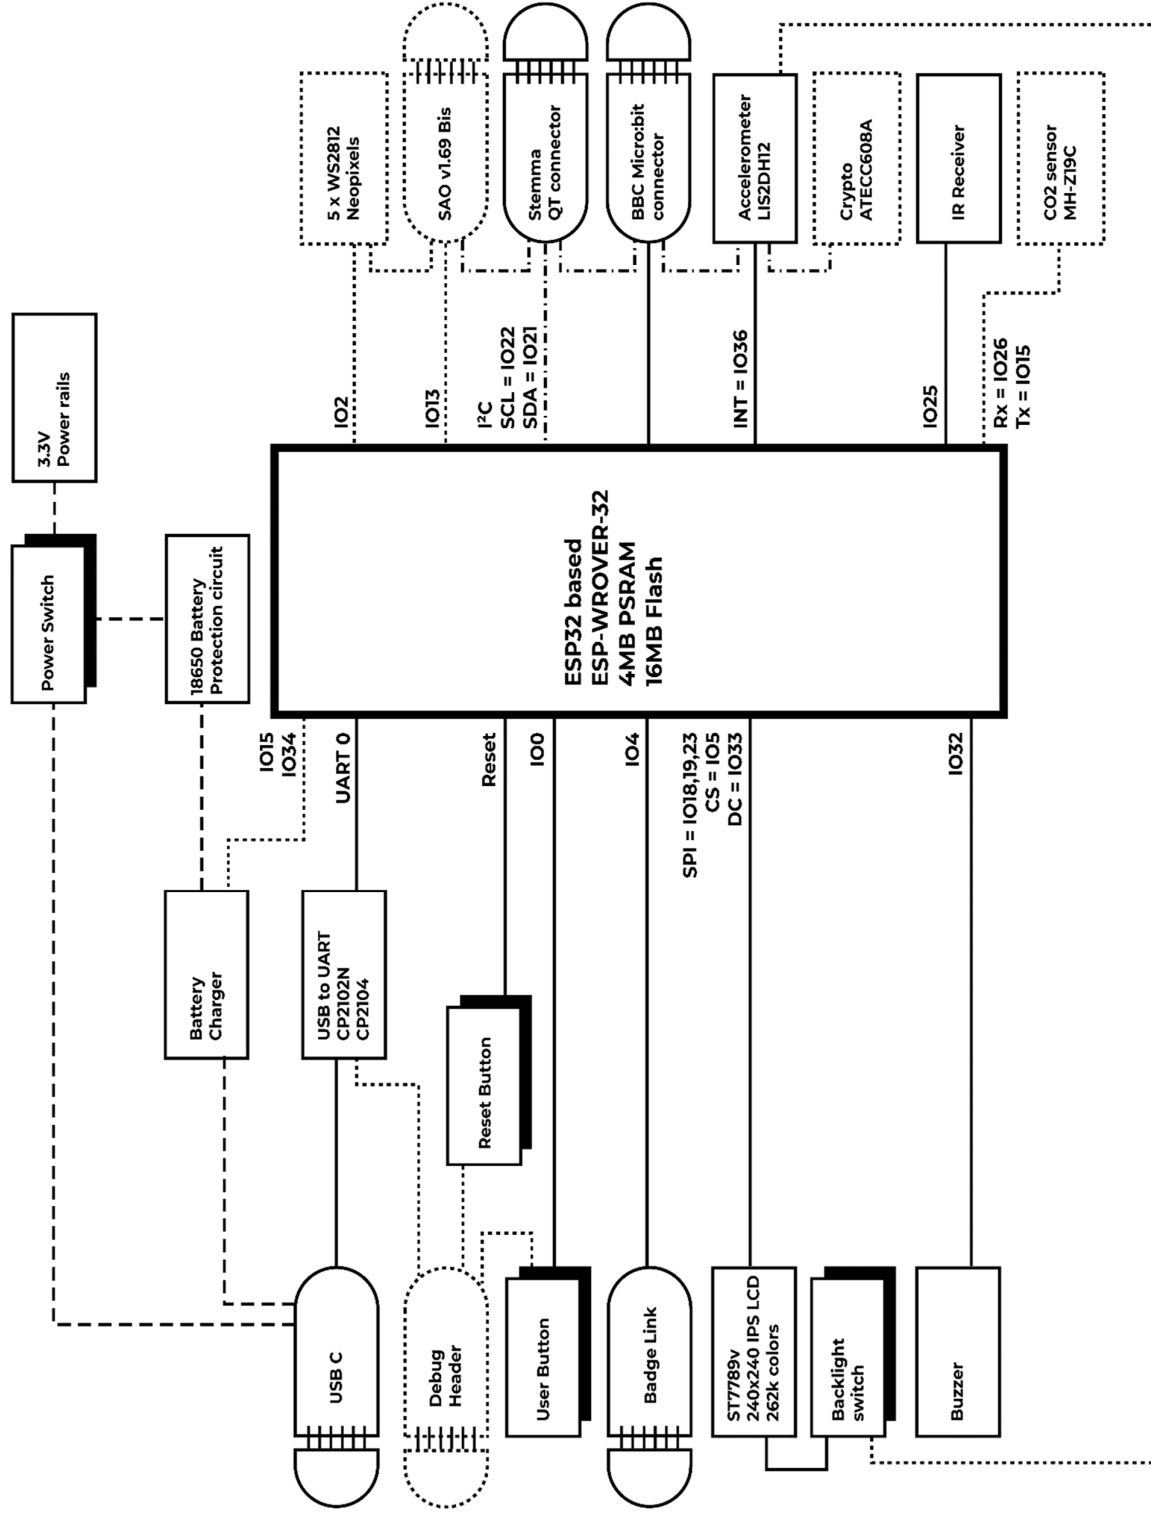 3.3V
Power rails
Power Switch
18650 Battery
Protection circuit
Battery
Charger
IO15
IO34
UART 0
USB to UART
CP2102N
CP2104
USB C
Debug
Header
Reset Button
Reset
User Button
IO0
Badge Link
IO4
ST7789v
240x240 IPS LCD
262k colors
SPI = IO18,19,23
CS = IO5
DC = IO33
Backlight
switch
Buzzer
IO32
ESP32 based
ESP-WROVER-32
4MB PSRAM
16MB Flash
5 x WS2812
Neopixels
IO2
SAO v1.69 Bis
IO13
Stemma
QT connector
I²C
SCL = IO22
SDA = IO21
BBC Micro:bit
connector
Accelerometer
LIS2DH12
INT = IO36
Crypto
ATECC608A
IR Receiver
IO25
CO2 sensor
MH-Z19C
Rx = IO26
Tx = IO15